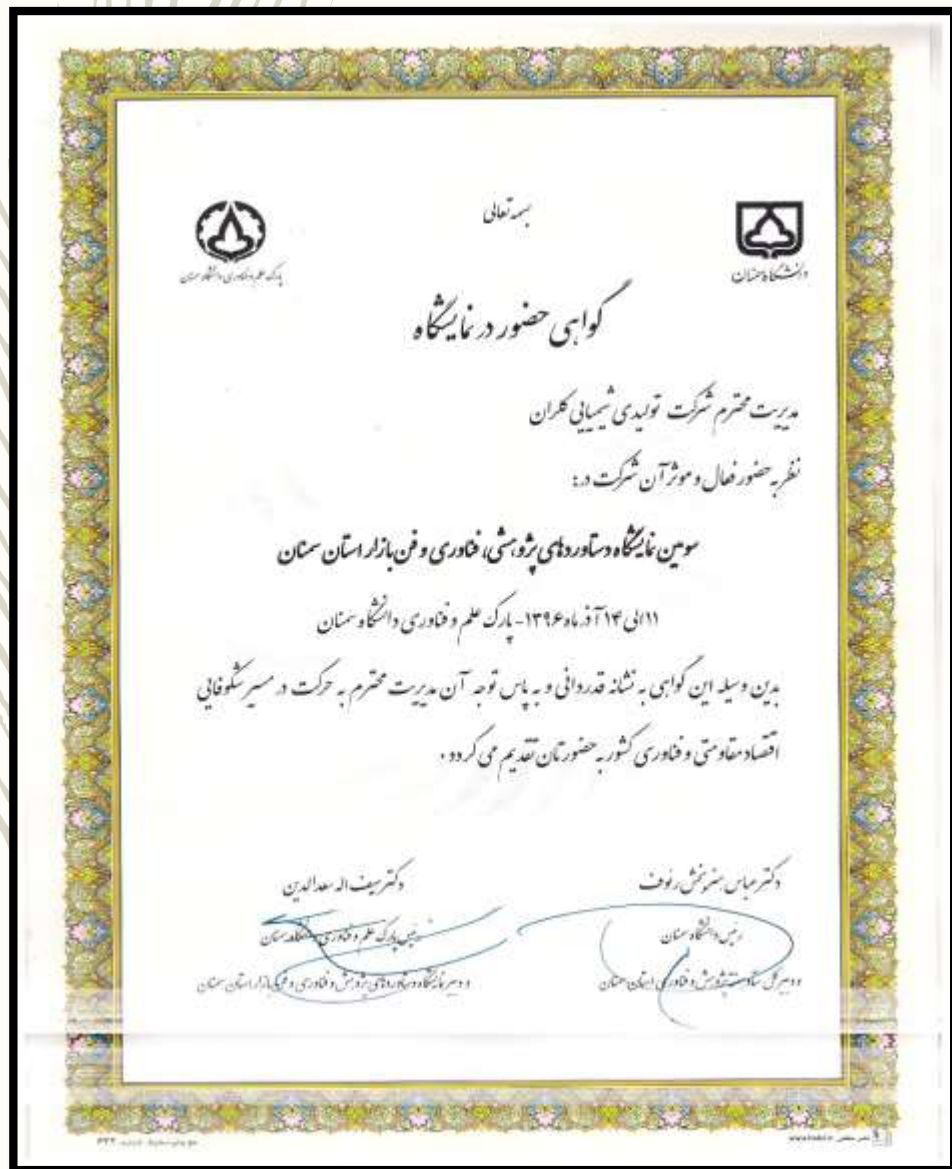 بسمه تعالی
دانشگاه سمنان
پارک علم و فناوری دانشگاه سمنان
گواهی حضور در نمایشگاه
مدیریت محترم شرکت تولیدی شیمیایی کلران
نظر به حضور فعال و موثر آن شرکت در:
سومین نمایشگاه دستاوردهای پژوهشی، فناوری و فن بازار استان سمنان
۱۱ الی ۱۴ آذر ماه ۱۳۹۶- پارک علم و فناوری دانشگاه سمنان
بدین وسیله این گواهی به نشانه قدردانی و به پاس توجه آن مدیریت محترم به حرکت در مسیر شکوفایی
اقتصاد مقاومتی و فناوری کشور به حضورتان تقدیم می گردد.
دکتر عباس هنربخش رئوف
رئیس دانشگاه سمنان
و دبیر کل ستاد هفته پژوهش و فناوری استان سمنان
دکتر سیف اله سعدالدین
رئیس پارک علم و فناوری دانشگاه سمنان
و دبیر نمایشگاه دستاوردهای پژوهش و فناوری و فن بازار استان سمنان